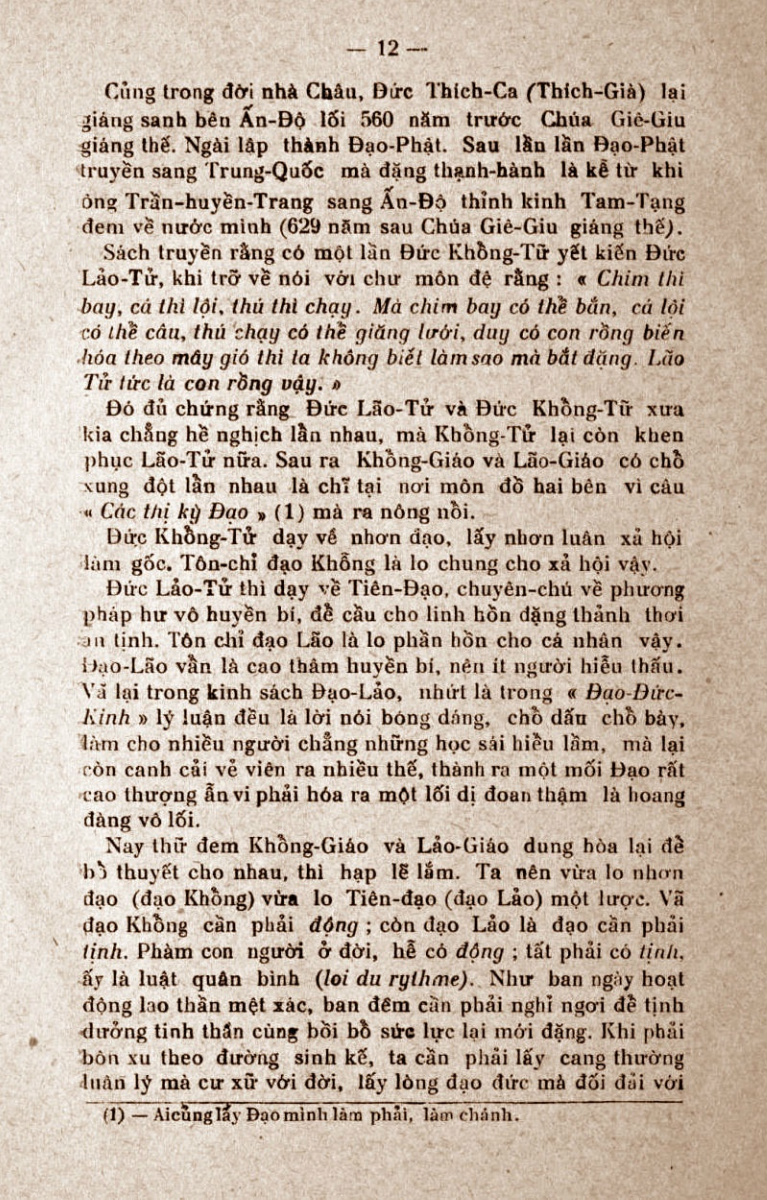 — 12 —
Củng trong đời nhà Châu, Đức Thích-Ca (Thích-Già) lại
giáng sanh bên Ấn-Độ lối 560 năm trước Chúa Giê-Giu
giáng thế. Ngài lâp thành Đạo-Phật. Sau lần lần Đạo-Phật
truyền sang Trung-Quốc mà đặng thạnh-hành là kể từ khi
ông Trần-huyền-Trang sang Ấn-Độ thỉnh kinh Tam-Tạng
đem về nước mình (629 năm sau Chúa Giê-Giu giáng thế).
Sách truyền rằng có một lần Đức Khổng-Tữ yết kiến Đức
Lảo-Tử, khi trỡ về nói với chư môn đệ rằng : « Chim thì
bay, cá thì lội, thú thì chạy. Mà chim bay có thể bắn, cá lội
có thể câu, thú chạy có thể giăng lưới, duy có con rồng biến
hóa theo mây gió thì ta không biết làm sao mà bắt đặng. Lão
Tử tức là con rồng vậy. »
Đó đủ chứng rằng Đức Lão-Tử và Đức Khổng-Tữ xưa
kia chẳng hề nghịch lẫn nhau, mà Khổng-Tử lại còn khen
phục Lão-Tử nữa. Sau ra Khổng-Giáo và Lão-Giáo có chỗ
xung đột lẫn nhau là chĩ tại nơi môn đồ hai bên vì câu
« Các thị kỳ Đạo » (1) mà ra nông nỗi.
Đức Khổng-Tử dạy về nhơn đạo, lấy nhơn luân xả hội
làm gốc. Tôn-chỉ đạo Khổng là lo chung cho xả hội vậy.
Đức Lảo-Tử thì dạy về Tiên-Đạo, chuyên-chú về phương
pháp hư vô huyền bí, để cầu cho linh hồn đặng thảnh thơi
an tịnh. Tôn chỉ đạo Lão là lo phần hồn cho cá nhân vậy.
Đạo-Lão vẫn là cao thâm huyền bí, nên ít người hiểu thấu.
Vả lại trong kinh sách Đạo-Lảo, nhứt là trong « Đạo-Đức-
Kinh » lý luận đều là lời nói bóng dáng, chỗ dấu chỗ bày,
làm cho nhiều người chẳng những học sái hiểu lầm, mà lại
còn canh cải vẻ viên ra nhiều thế, thành ra một mối Đạo rất
cao thượng ẩn vi phải hóa ra một lối dị đoan thậm là hoang
đàng vô lối.
Nay thử đem Khổng-Giáo và Lảo-Giáo dung hòa lại để
bổ thuyết cho nhau, thì hạp lẽ lắm. Ta nên vừa lo nhơn
đạo (đạo Khổng) vừa lo Tiên-đạo (đạo Lảo) một lược. Vã
đạo Khổng cần phải động ; còn đạo Lảo là đạo cần phải
tịnh. Phàm con người ở đời, hễ có động ; tất phải có tịnh,
ấy là luật quân bình (loi du rythme). Như ban ngày hoạt
động lao thần mệt xác, ban đêm cần phải nghỉ ngơi để tịnh
dưởng tinh thần cùng bồi bổ sức lực lại mới đặng. Khi phải
bôn xu theo đường sinh kế, ta cần phải lấy cang thường
luân lý mà cư xữ với đời, lấy lòng đạo đức mà đối đải với
(1) — Ai cũng lấy Đạo mình làm phải, làm chánh.